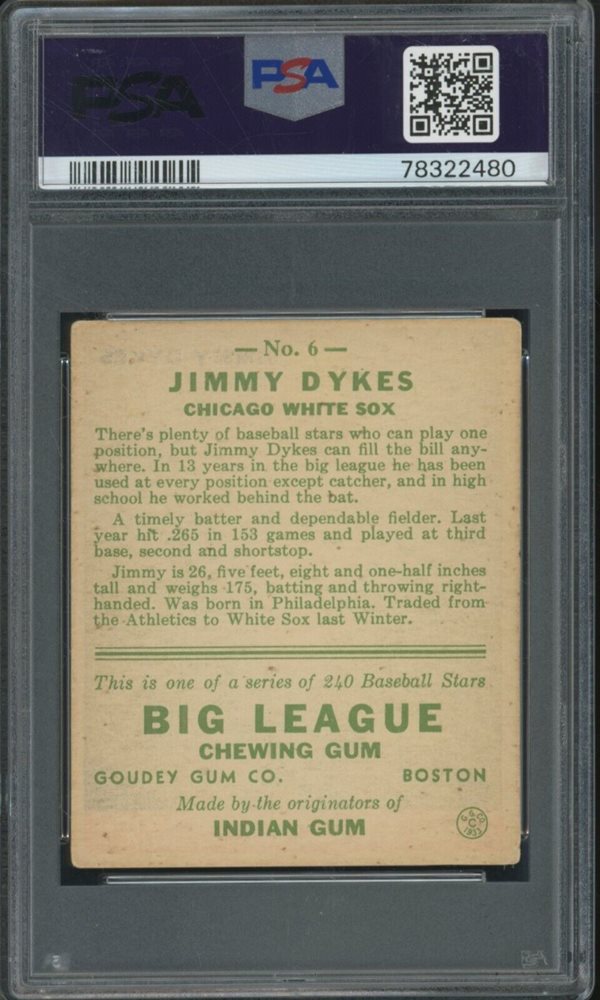 PSA
PSA
78322480
— No. 6 —
JIMMY DYKES
CHICAGO WHITE SOX
There's plenty of baseball stars who can play one
position, but Jimmy Dykes can fill the bill any-
where. In 13 years in the big league he has been
used at every position except catcher, and in high
school he worked behind the bat.
A timely batter and dependable fielder. Last
year hit .265 in 153 games and played at third
base, second and shortstop.
Jimmy is 26, five feet, eight and one-half inches
tall and weighs 175, batting and throwing right-
handed. Was born in Philadelphia. Traded from
the Athletics to White Sox last Winter.
This is one of a series of 240 Baseball Stars
BIG LEAGUE
CHEWING GUM
GOUDEY GUM CO. BOSTON
Made by the originators of
INDIAN GUM
G. G. Co.
C
1933